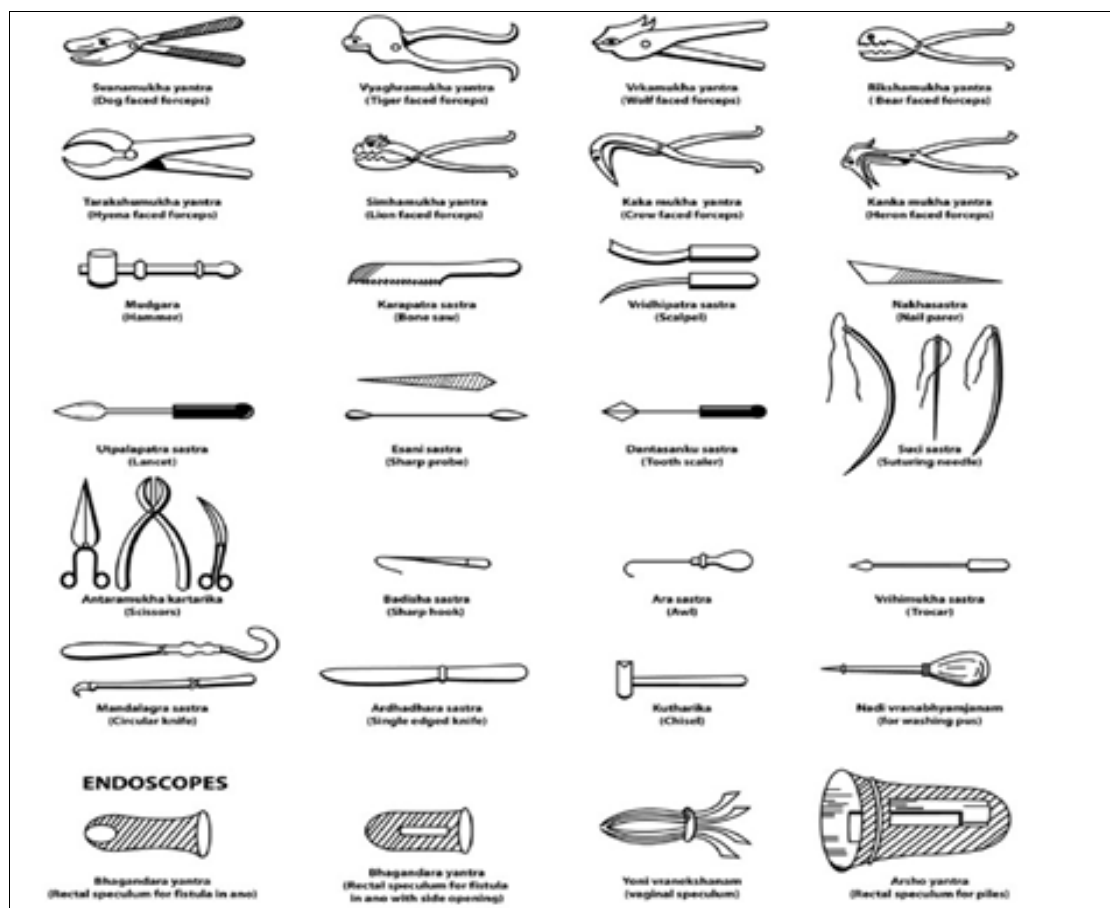 Svanamukha yantra
(Dog faced forceps)
Vyaghramukha yantra
(Tiger faced forceps)
Vrkamukha yantra
(Wolf faced forceps)
Rikshamukha yantra
( Bear faced forceps)
Tarakshumukha yantra
(Hyena faced forceps)
Simhamukha yantra
(Lion faced forceps)
Kaka mukha yantra
(Crow faced forceps)
Kanka mukha yantra
(Heron faced forceps)
Mudgara
(Hammer)
Karapatra sastra
(Bone saw)
Vridhipatra sastra
(Scalpel)
Nakhasastra
(Nail parer)
Utpalapatra sastra
(Lancet)
Esani sastra
(Sharp probe)
Dantasanku sastra
(Tooth scaler)
Suci sastra
(Suturing needle)
Antaramukha kartarika
(Scissors)
Badisha sastra
(Sharp hook)
Ara sastra
(Awl)
Vrihimukha sastra
(Trocar)
Mandalagra sastra
(Circular knife)
Ardhadhara sastra
(Single edged knife)
Kutharika
(Chisel)
Nadi vranabhyamjanam
(for washing pus)
ENDOSCOPES
Bhagandara yantra
(Rectal speculum for fistula in ano)
Bhagandara yantra
(Rectal speculum for fistula
in ano with side opening)
Yoni vranekshanam
(vaginal speculum)
Arsho yantra
(Rectal speculum for piles)